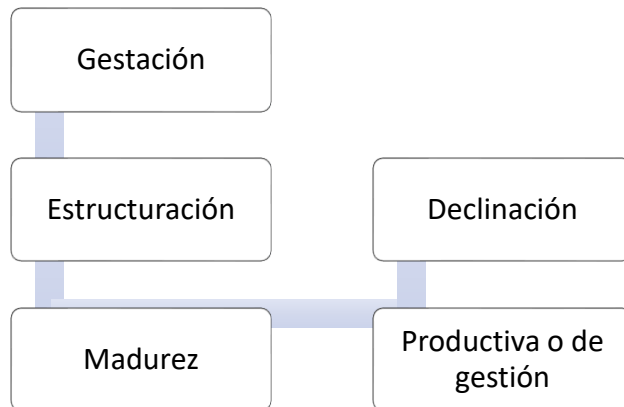 Gestación
Estructuración
Madurez
Productiva o de
gestión
Declinación